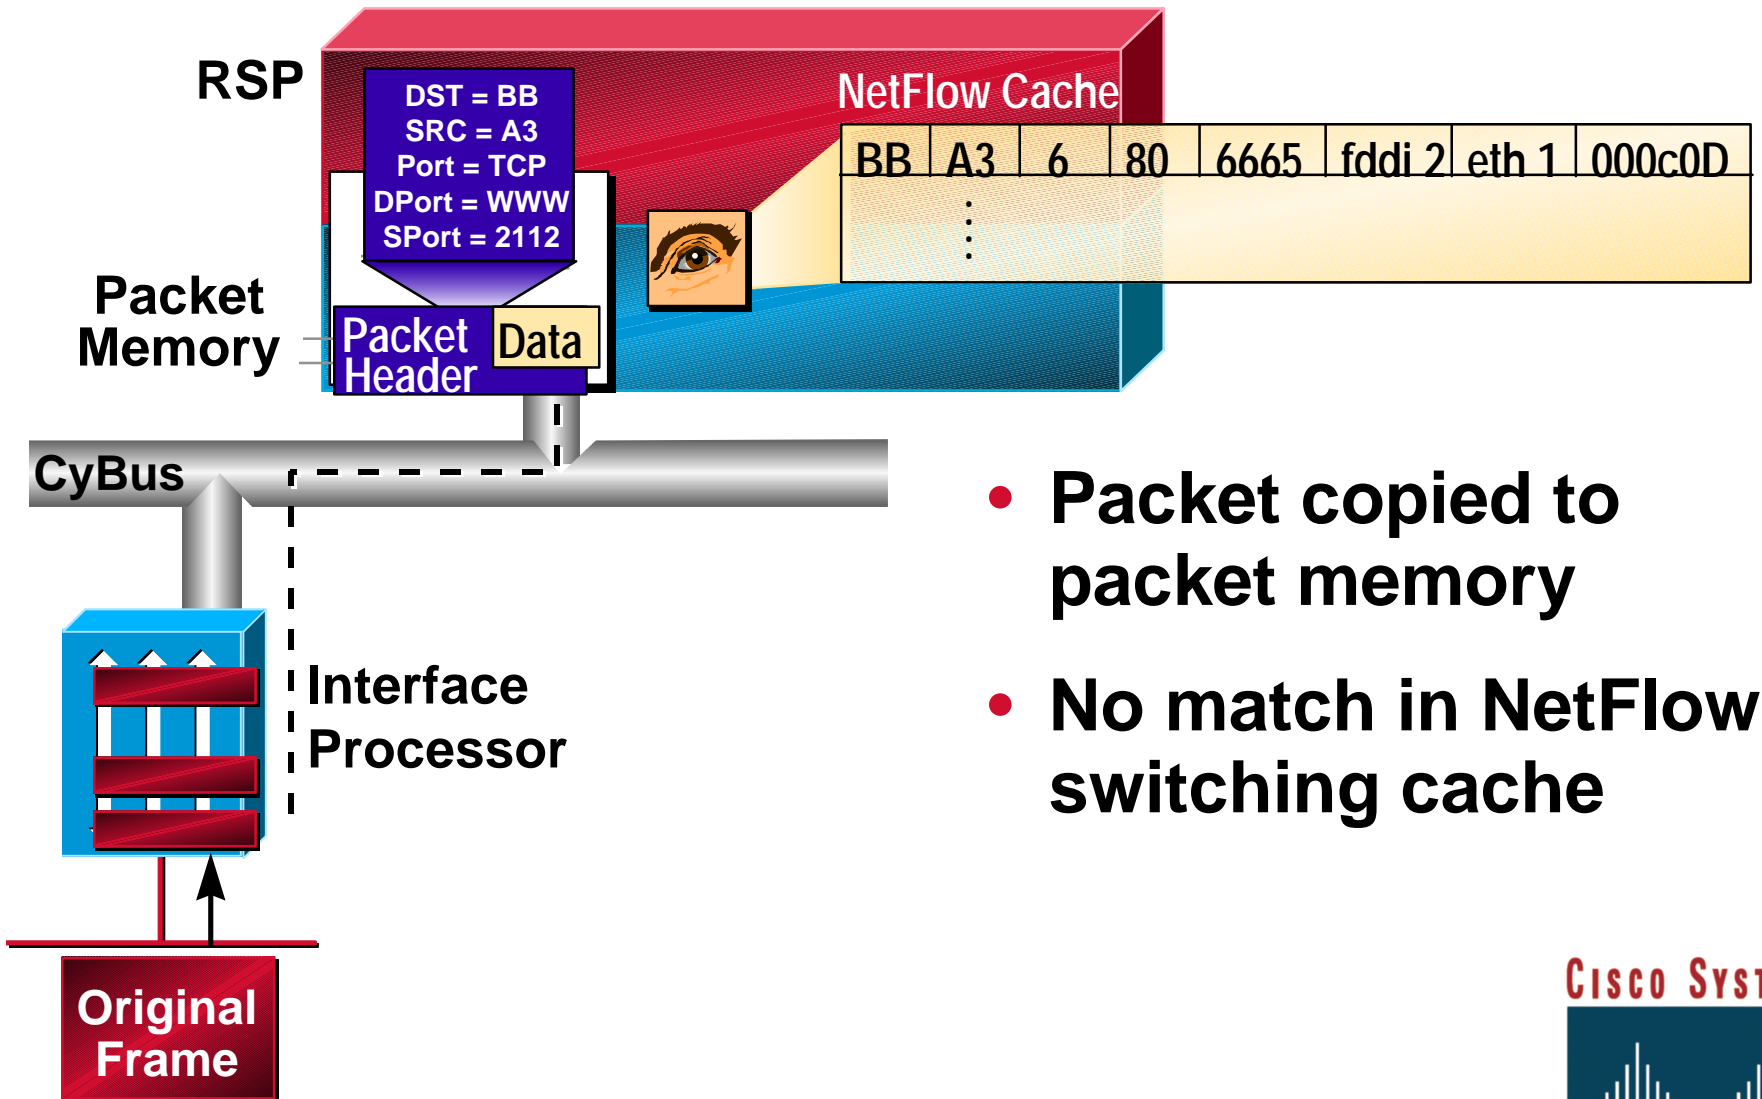 RSP
DST = BB
SRC = A3
Port = TCP
DPort = WWW
SPort = 2112
NetFlow Cache
BB A3 6 80 6665 fddi 2 eth 1 000c0D
Packet
Memory
Packet
Header
Data
CyBus
Interface
Processor
Original
Frame
• Packet copied to
packet memory
• No match in NetFlow
switching cache
CISCO SYST